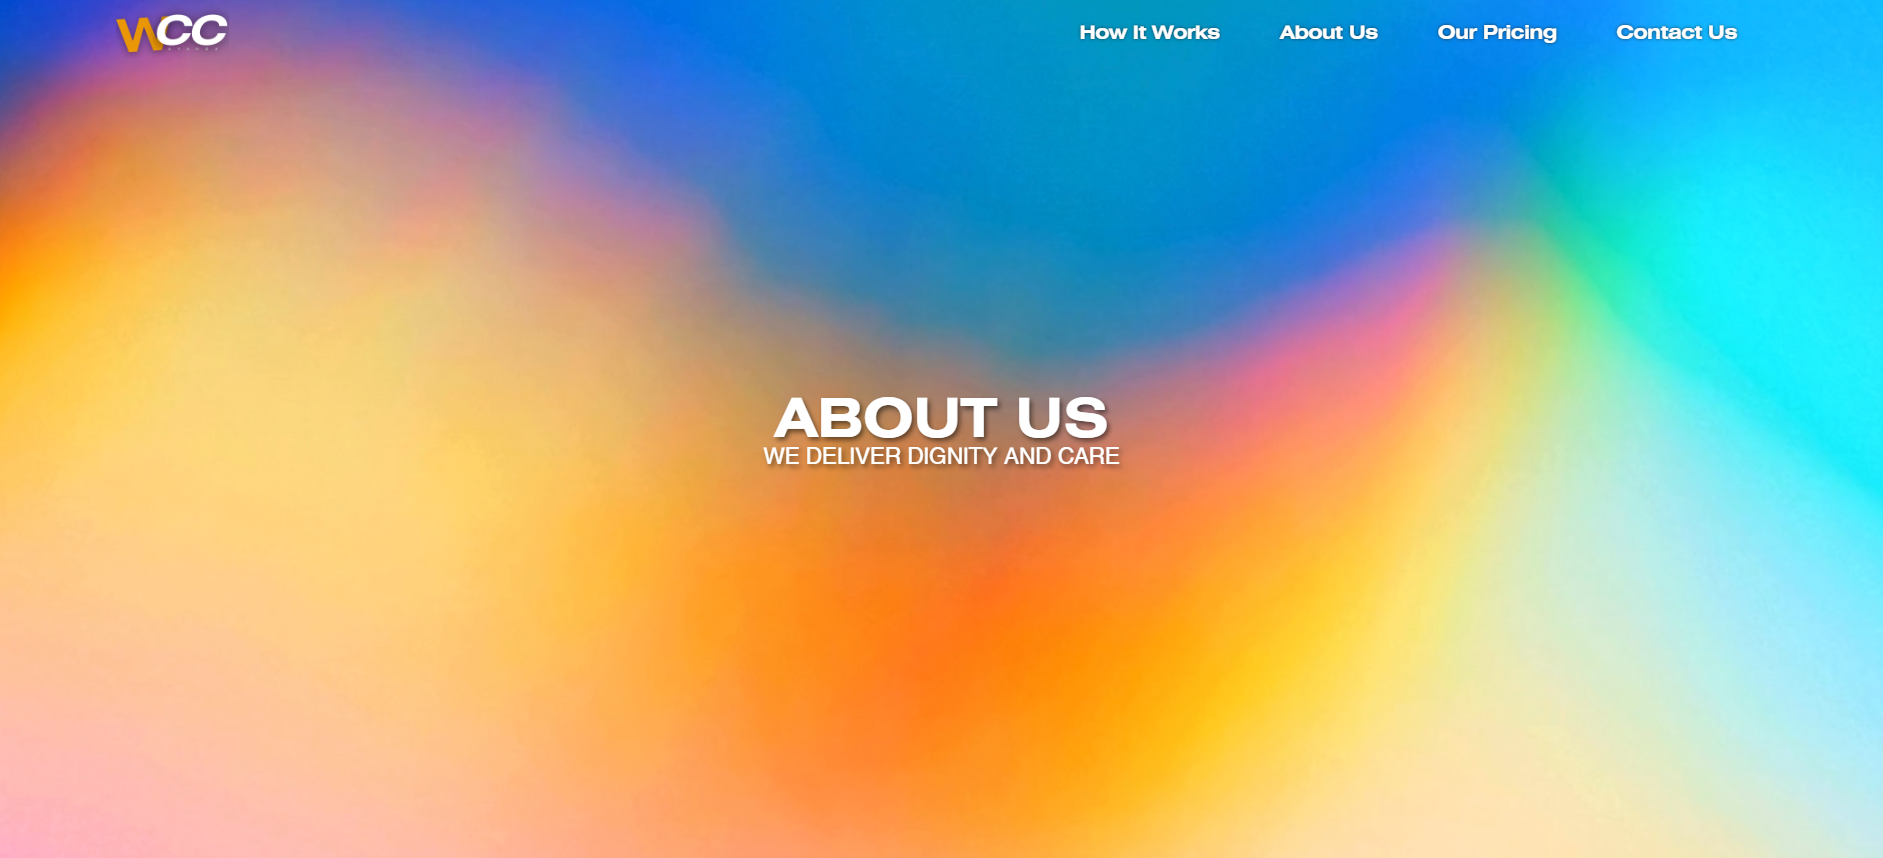 WCC
How It Works
About Us
Our Pricing
Contact Us
ABOUT US
WE DELIVER DIGNITY AND CARE